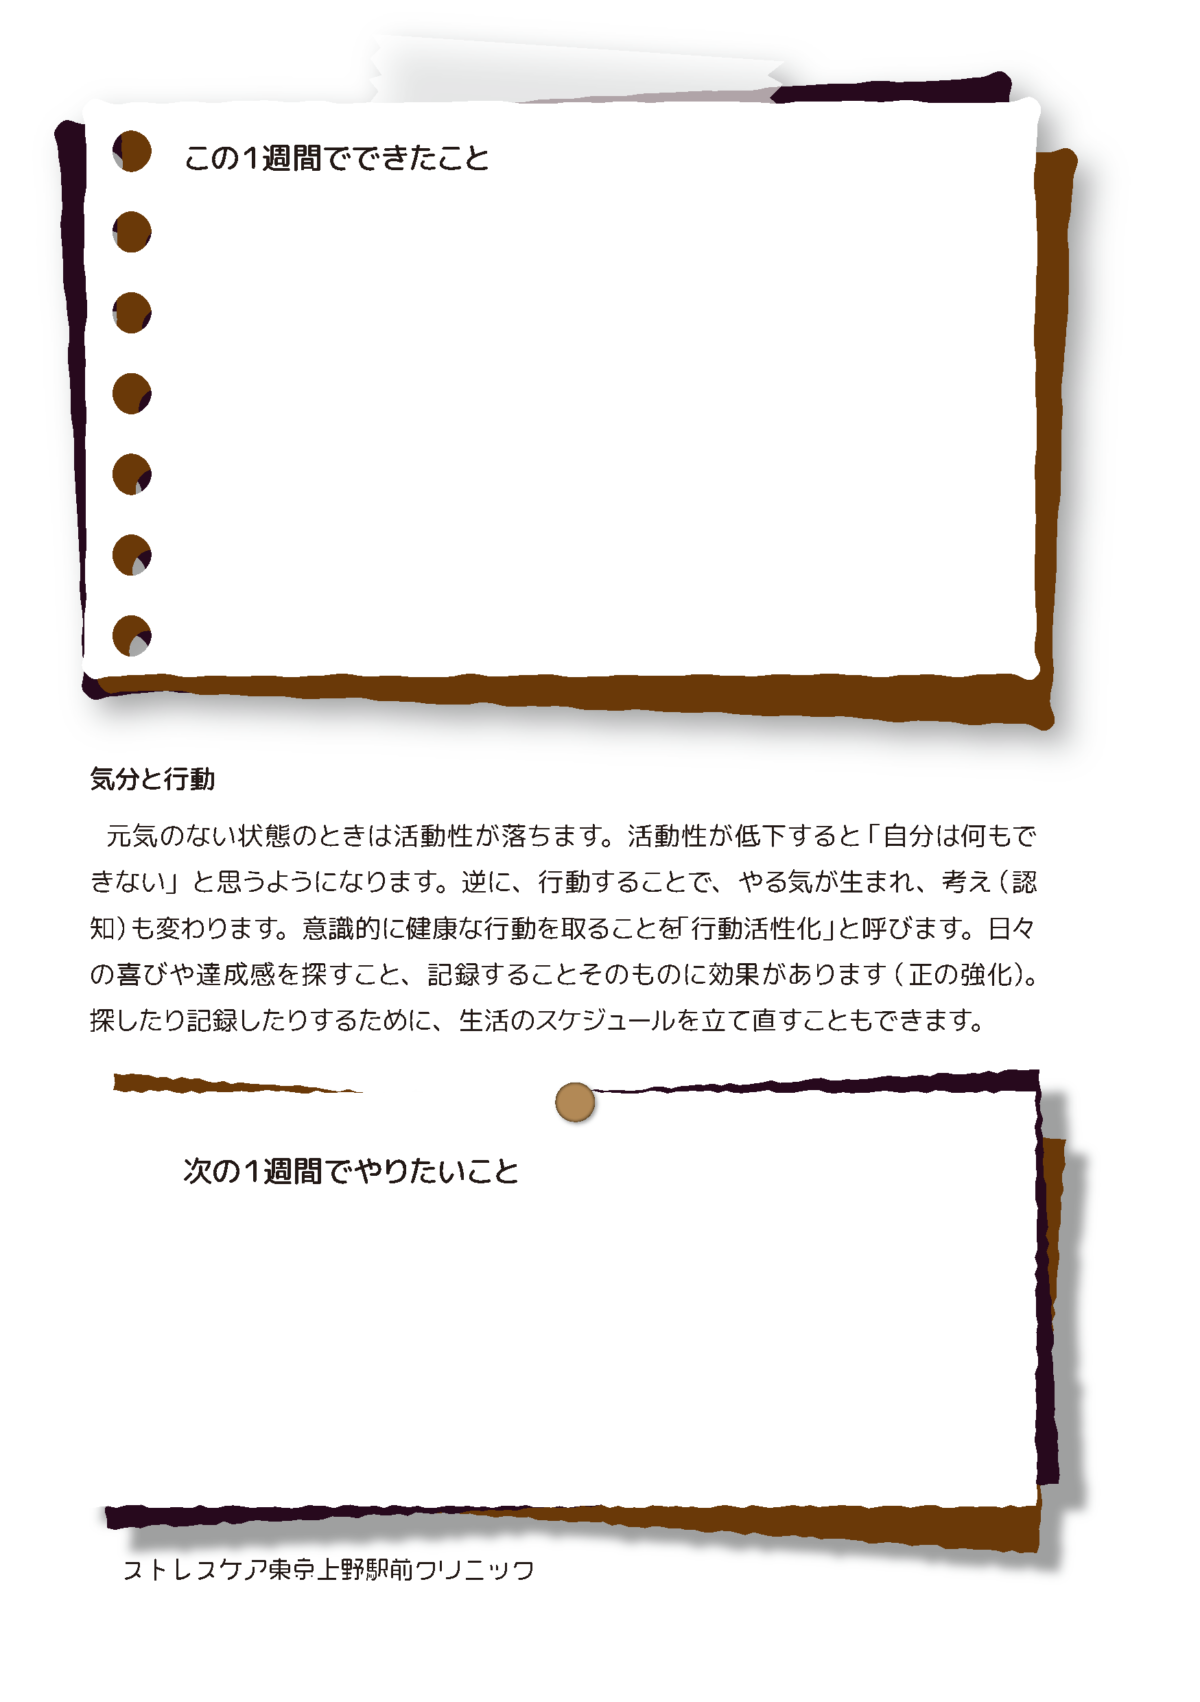 この1週間でできたこと
気分と行動
元気のない状態のときは活動性が落ちます。活動性が低下すると「自分は何もで
きない」と思うようになります。逆に、行動することで、やる気が生まれ、考え(認
知)も変わります。意識的に健康な行動を取ることを「行動活性化」と呼びます。日々
の喜びや達成感を探すこと、記録することそのものに効果があります(正の強化)。
探したり記録したりするために、生活のスケジュールを立て直すこともできます。
次の1週間でやりたいこと
ストレスケア東京上野駅前クリニック